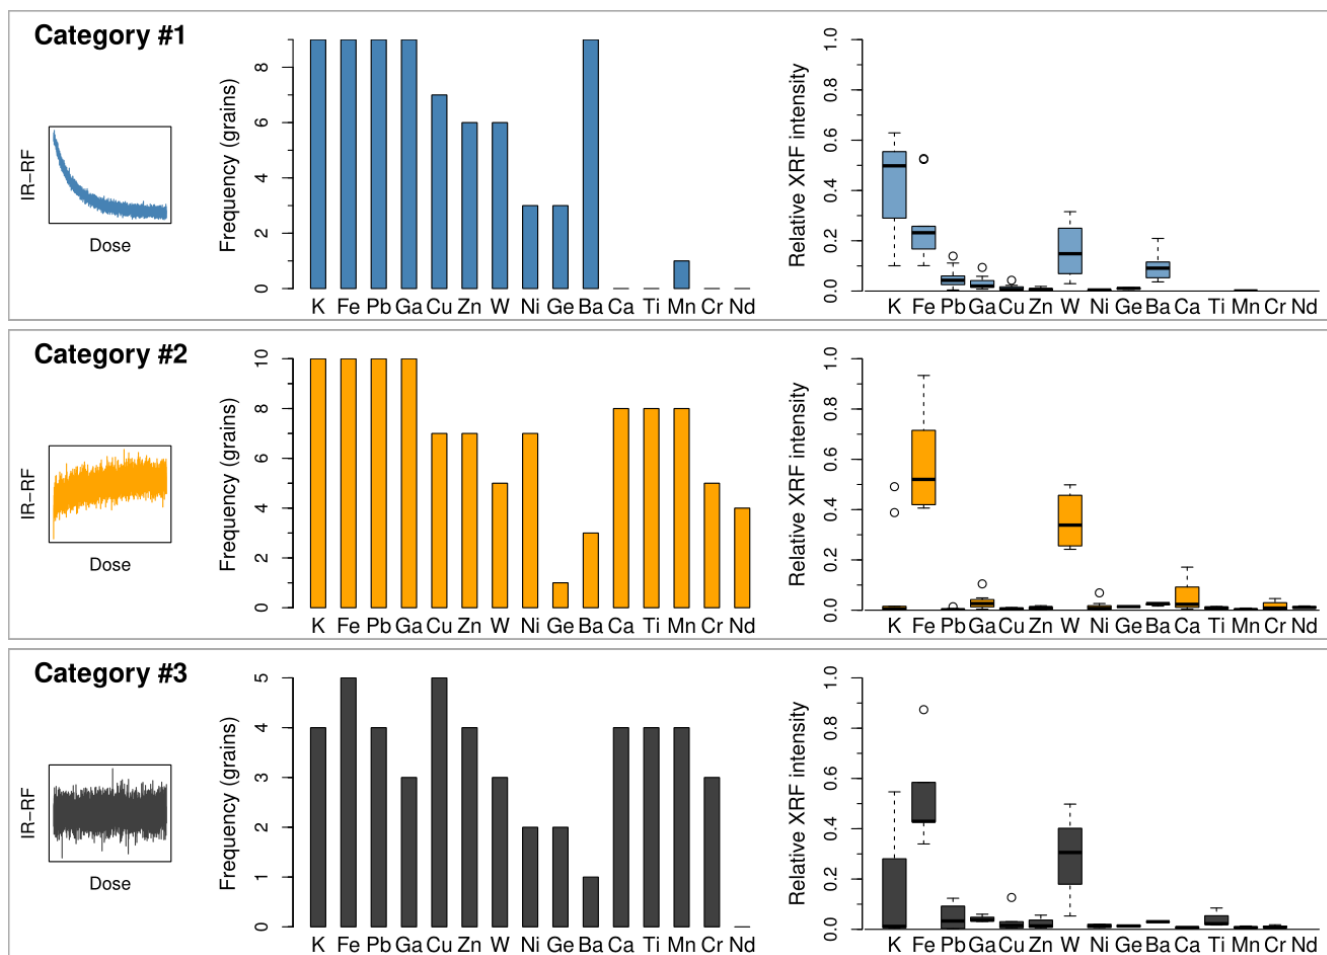 Category #1
IR-RF
Dose
Frequency (grains)
0 2 4 6 8
K Fe Pb Ga Cu Zn W Ni Ge Ba Ca Ti Mn Cr Nd
Relative XRF intensity
0.0 0.2 0.4 0.6 0.8 1.0
K Fe Pb Ga Cu Zn W Ni Ge Ba Ca Ti Mn Cr Nd
Category #2
IR-RF
Dose
Frequency (grains)
0 2 4 6 8 10
K Fe Pb Ga Cu Zn W Ni Ge Ba Ca Ti Mn Cr Nd
Relative XRF intensity
0.0 0.2 0.4 0.6 0.8 1.0
K Fe Pb Ga Cu Zn W Ni Ge Ba Ca Ti Mn Cr Nd
Category #3
IR-RF
Dose
Frequency (grains)
0 1 2 3 4 5
K Fe Pb Ga Cu Zn W Ni Ge Ba Ca Ti Mn Cr Nd
Relative XRF intensity
0.0 0.2 0.4 0.6 0.8 1.0
K Fe Pb Ga Cu Zn W Ni Ge Ba Ca Ti Mn Cr Nd